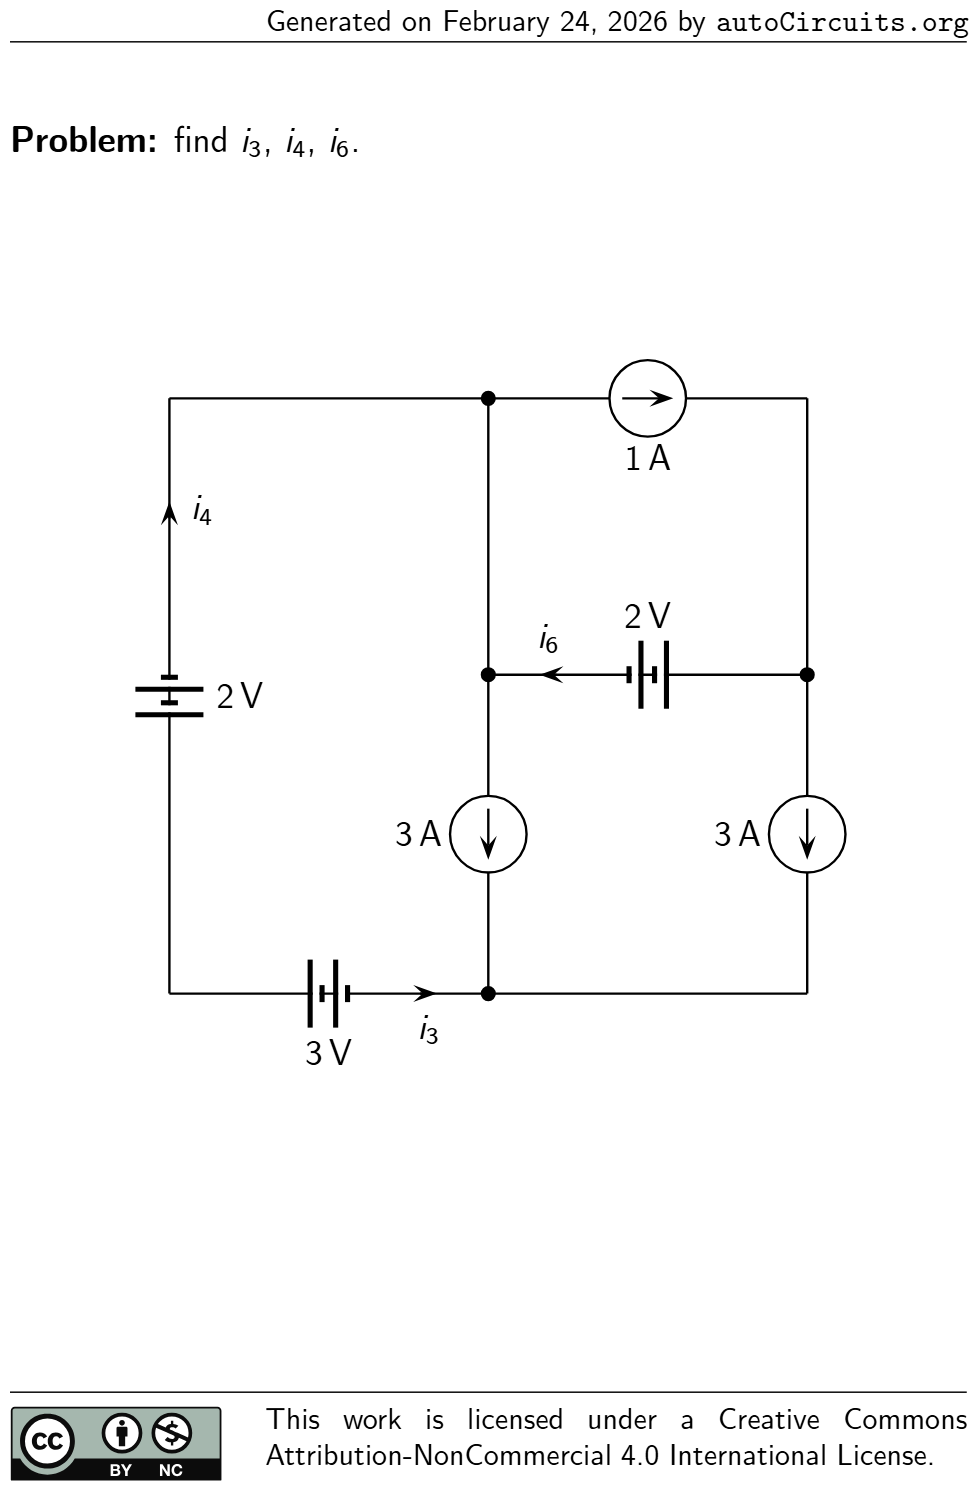 Generated on February 24, 2026 by autoCircuits.org
Problem: find i₃, i₄, i₆.
1 A
i₄
2 V
i₆
2 V
3 A
3 A
i₃
3 V
CC BY NC
This work is licensed under a Creative Commons
Attribution-NonCommercial 4.0 International License.